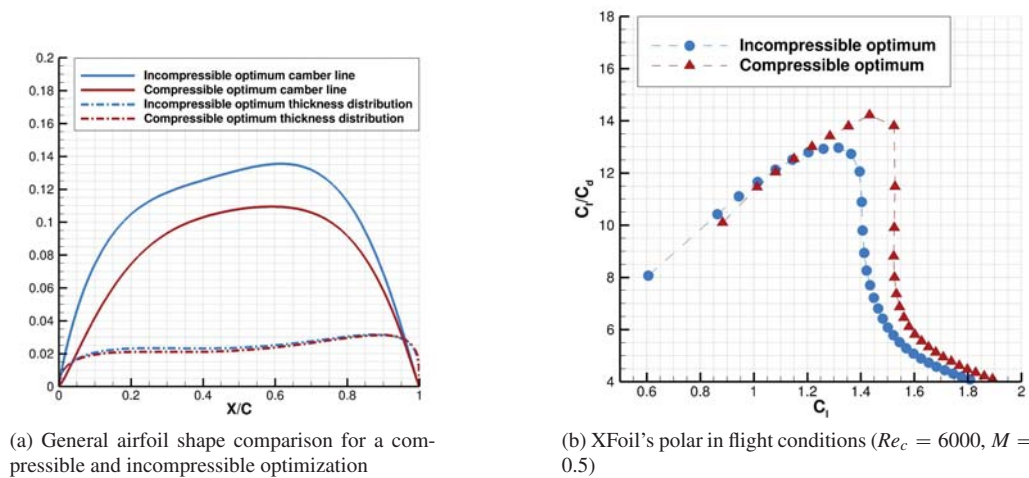 0.2
0.18
0.16
0.14
0.12
0.1
0.08
0.06
0.04
0.02
0
Incompressible optimum camber line
Compressible optimum camber line
Incompressible optimum thickness distribution
Compressible optimum thickness distribution
0 0.2 0.4 0.6 0.8 1
X/C
(a) General airfoil shape comparison for a com-
pressible and incompressible optimization
18
16
14
12
10
8
6
4
Cl/Cd
Incompressible optimum
Compressible optimum
0.6 0.8 1 1.2 1.4 1.6 1.8 2
Cl
(b) XFoil's polar in flight conditions (Rec = 6000, M =
0.5)